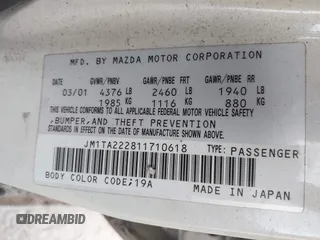 MFD. BY MAZDA MOTOR CORPORATION
GVWR/PNBV GAWR/PNBE FRT GAWR/PNBE RR
03/01 4376 LB 2460 LB 1940 LB
1985 KG 1116 KG 880 KG
THIS VEHICLE CONFORMS TO ALL APPLICABLE FEDERAL MOTOR VEHICLE SAFETY
,BUMPER,AND THEFT PREVENTION
STANDARDS IN EFFECT ON THE DATE OF MANUFACTURE SHOWN ABOVE.
JM1TA222811710618 TYPE: PASSENGER
BODY COLOR CODE;19A MADE IN JAPAN
DREAMBID